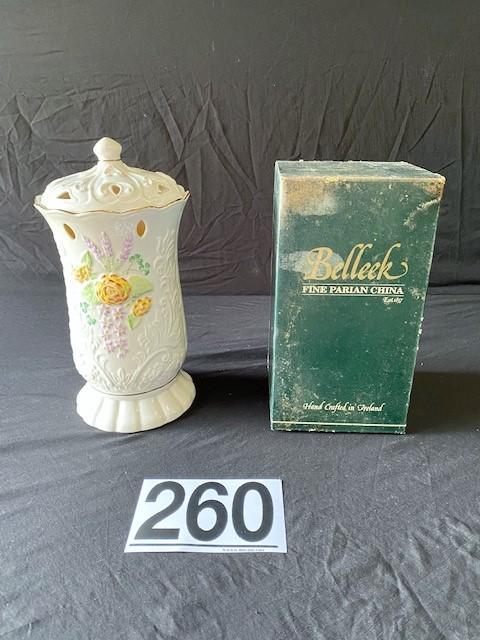 Belleek
FINE PARIAN CHINA
Est.1857
Hand Crafted in Ireland
260